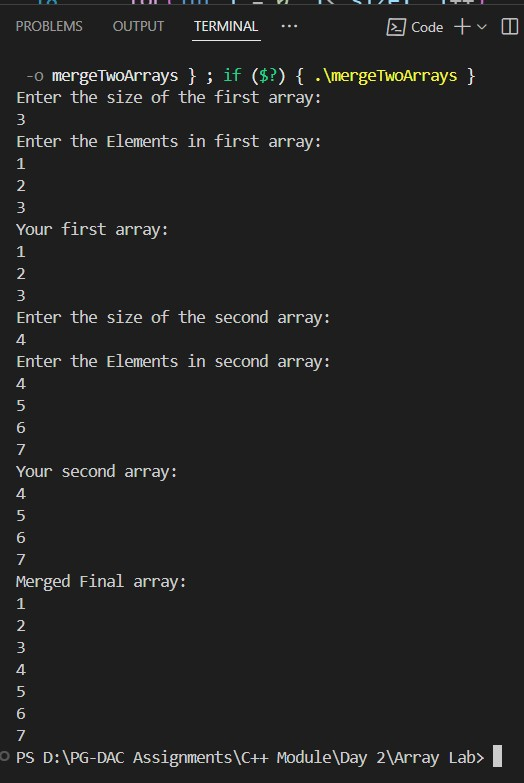 PROBLEMS OUTPUT TERMINAL ... Code
-o mergeTwoArrays } ; if ($?) { .\mergeTwoArrays }
Enter the size of the first array:
3
Enter the Elements in first array:
1
2
3
Your first array:
1
2
3
Enter the size of the second array:
4
Enter the Elements in second array:
4
5
6
7
Your second array:
4
5
6
7
Merged Final array:
1
2
3
4
5
6
7
PS D:\PG-DAC Assignments\C++ Module\Day 2\Array Lab>